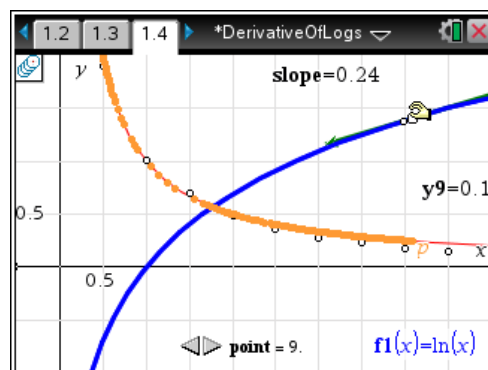 1.2 1.3 1.4 *DerivativeOfLogs
y slope=0.24
y9=0.1
0.5
p x
0.5
point = 9. f1(x)=ln(x)